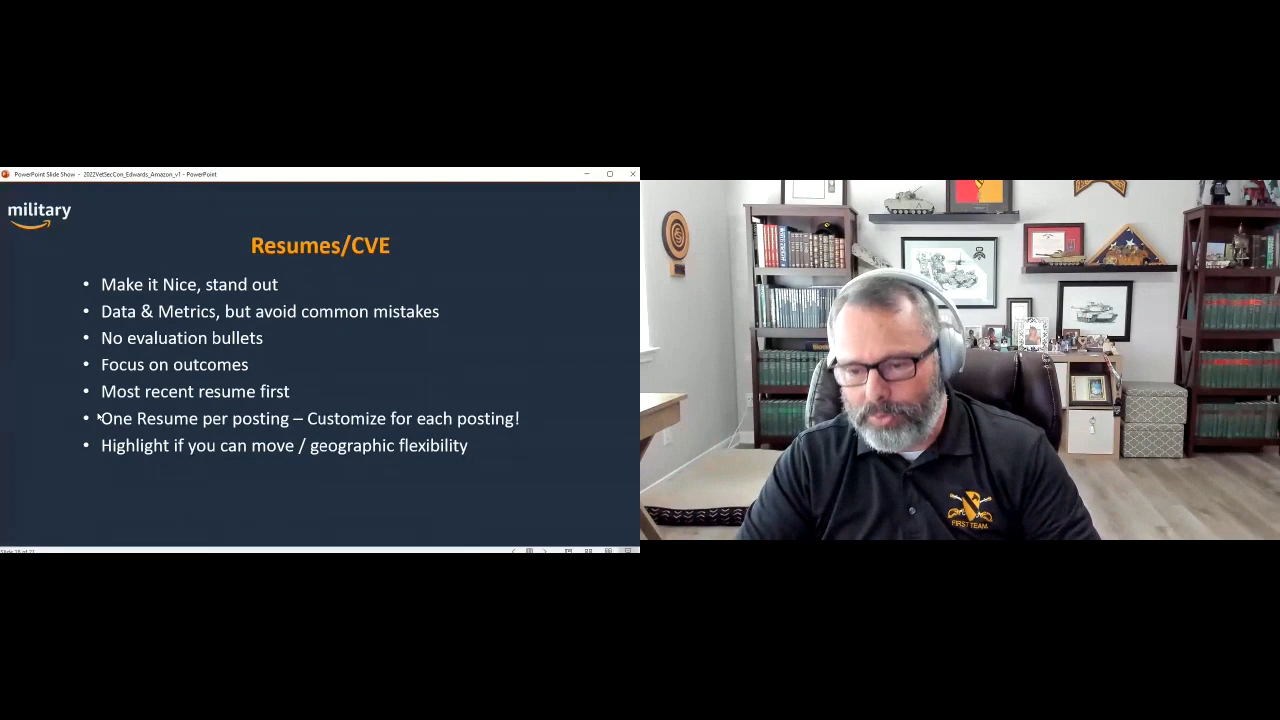 PowerPoint Slide Show - 2022VetSecCon_Edwards_Amazon_v1 - PowerPoint
military
Resumes/CVE
• Make it Nice, stand out
• Data & Metrics, but avoid common mistakes
• No evaluation bullets
• Focus on outcomes
• Most recent resume first
• One Resume per posting – Customize for each posting!
• Highlight if you can move / geographic flexibility
FIRST TEAM